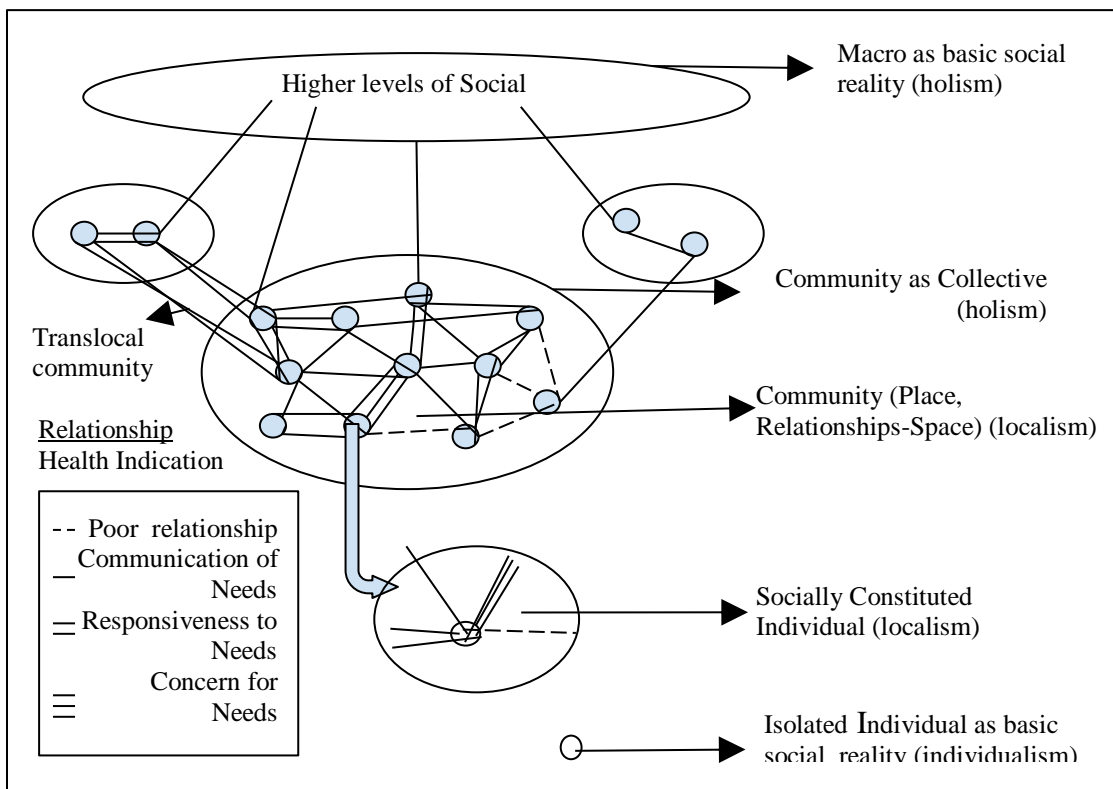 Macro as basic social
reality (holism)
Higher levels of Social
Community as Collective
(holism)
Translocal
community
Community (Place,
Relationships-Space) (localism)
Relationship
Health Indication
Poor relationship
Communication of
Needs
Responsiveness to
Needs
Concern for
Needs
Socially Constituted
Individual (localism)
Isolated Individual as basic
social reality (individualism)